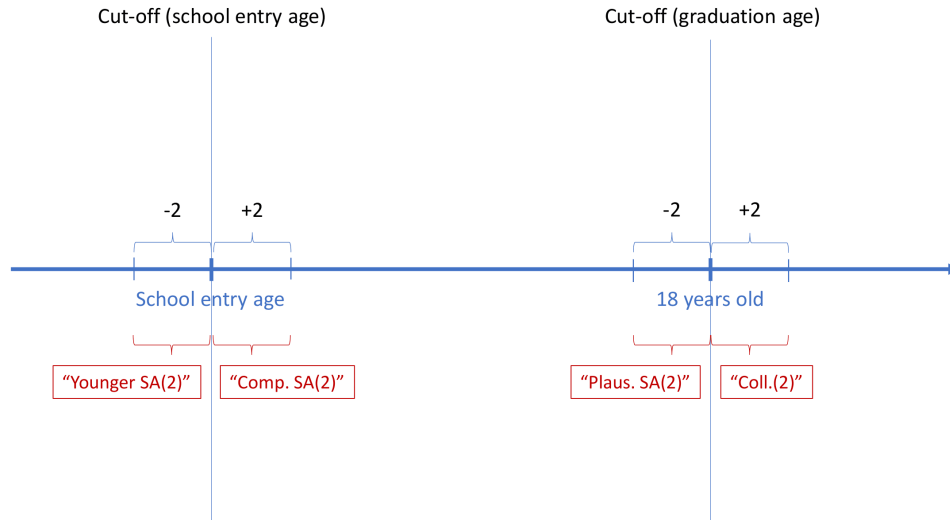 Cut-off (school entry age)
Cut-off (graduation age)
-2
+2
-2
+2
School entry age
18 years old
“Younger SA(2)”
“Comp. SA(2)”
“Plaus. SA(2)”
“Coll.(2)”